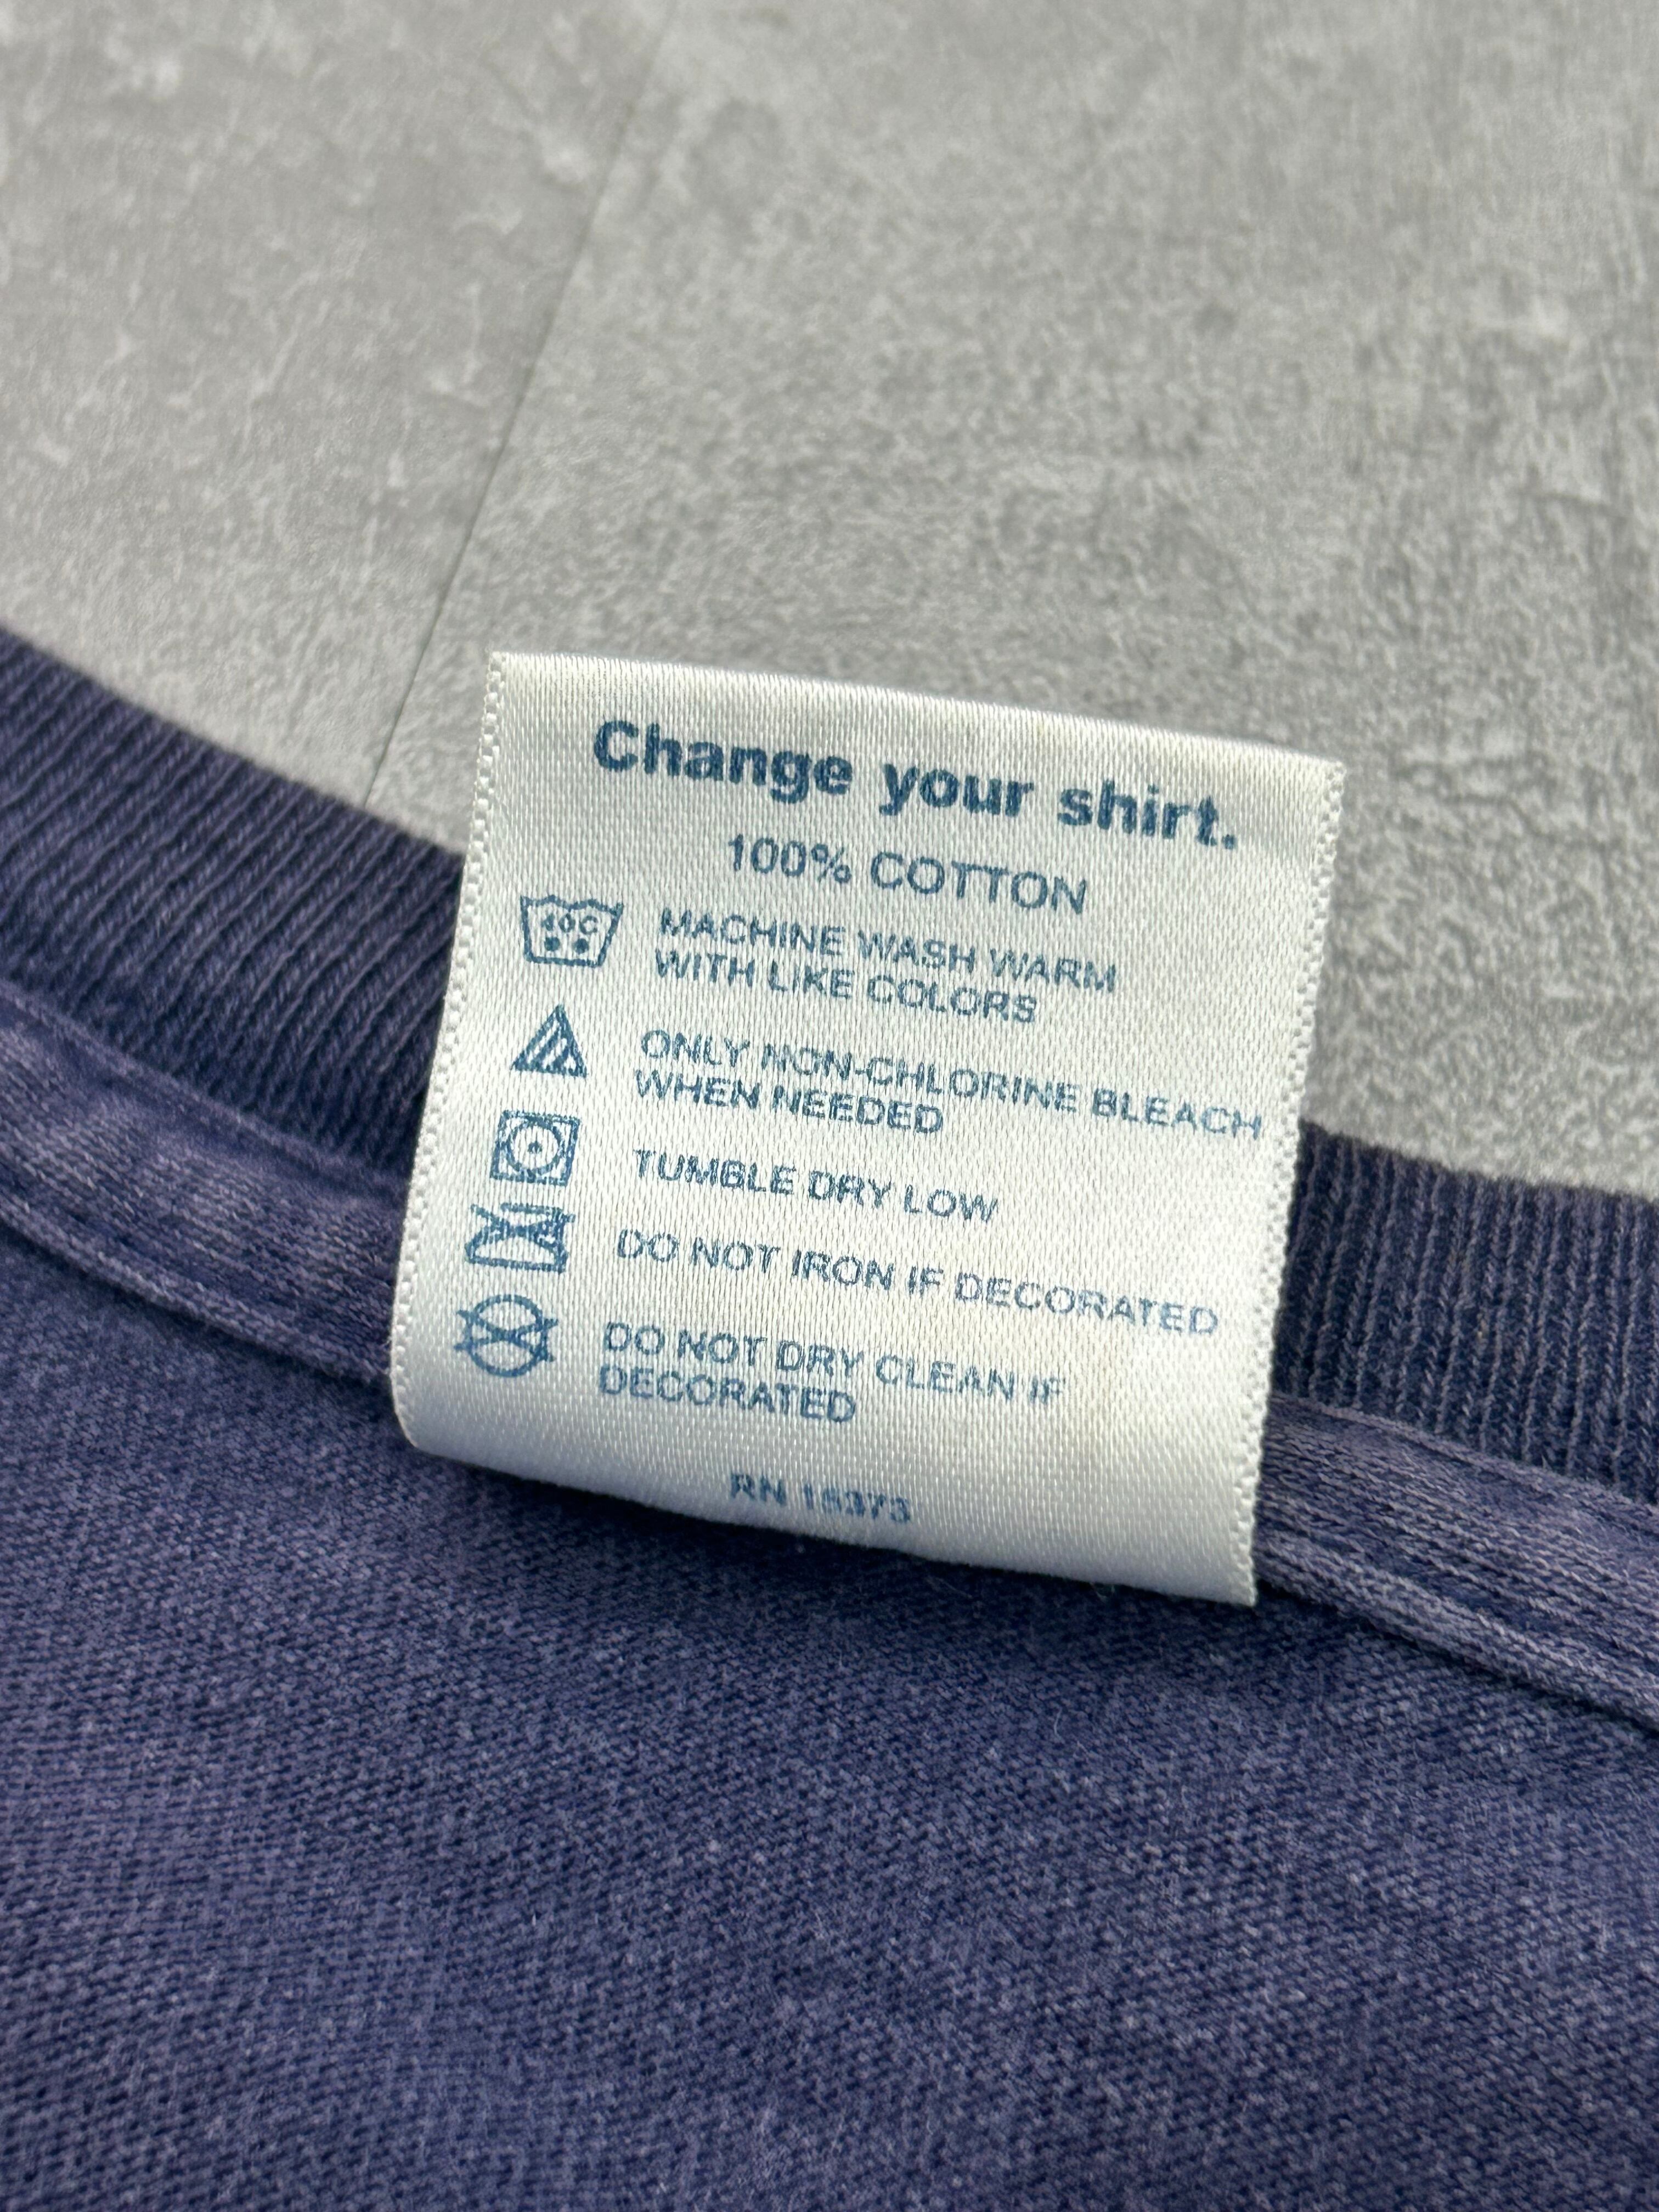 Change your shirt.
100% COTTON
40C
MACHINE WASH WARM
WITH LIKE COLORS
ONLY NON-CHLORINE BLEACH
WHEN NEEDED
TUMBLE DRY LOW
DO NOT IRON IF DECORATED
DO NOT DRY CLEAN IF
DECORATED
RN 15373